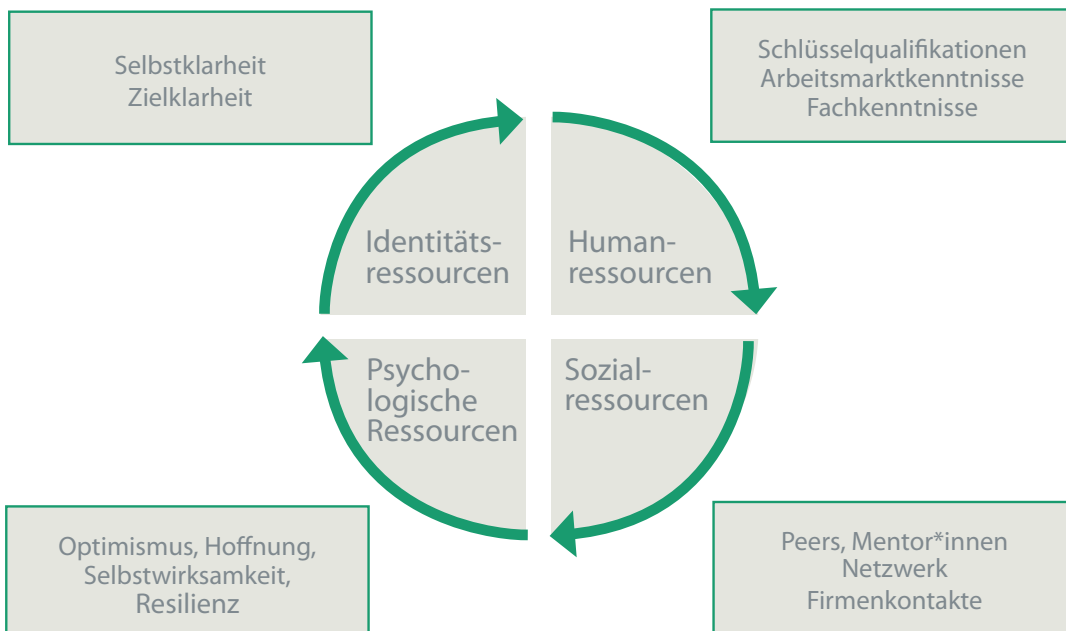 Selbstklarheit
Zielklarheit
Schlüsselqualifikationen
Arbeitsmarktkenntnisse
Fachkenntnisse
Identitäts-
ressourcen
Human-
ressourcen
Psycho-
logische
Ressourcen
Sozial-
ressourcen
Optimismus, Hoffnung,
Selbstwirksamkeit,
Resilienz
Peers, Mentor*innen
Netzwerk
Firmenkontakte